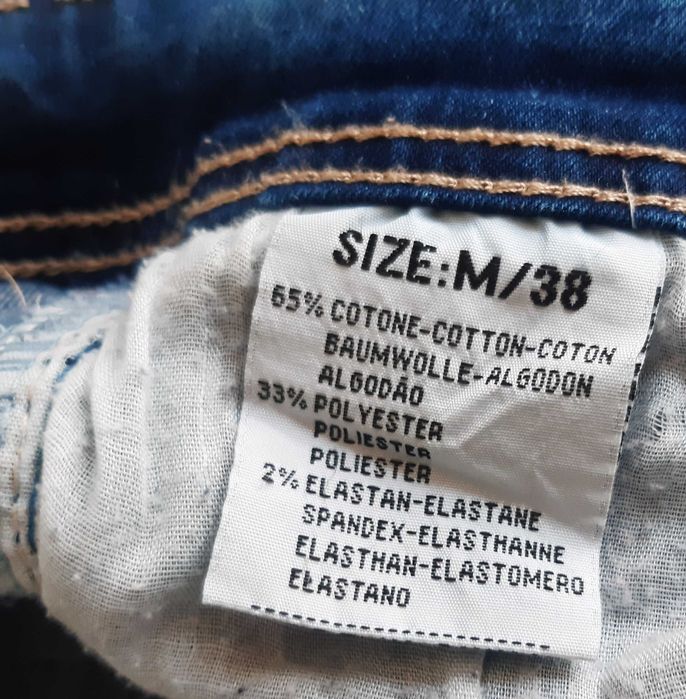 SIZE:M/38
65% COTONE-COTTON-COTON
BAUMWOLLE-ALGODON
ALGODÃO
33% POLYESTER
POLIESTER
POLIESTER
2% ELASTAN-ELASTANE
SPANDEX-ELASTHANNE
ELASTHAN-ELASTOMERO
ELASTANO